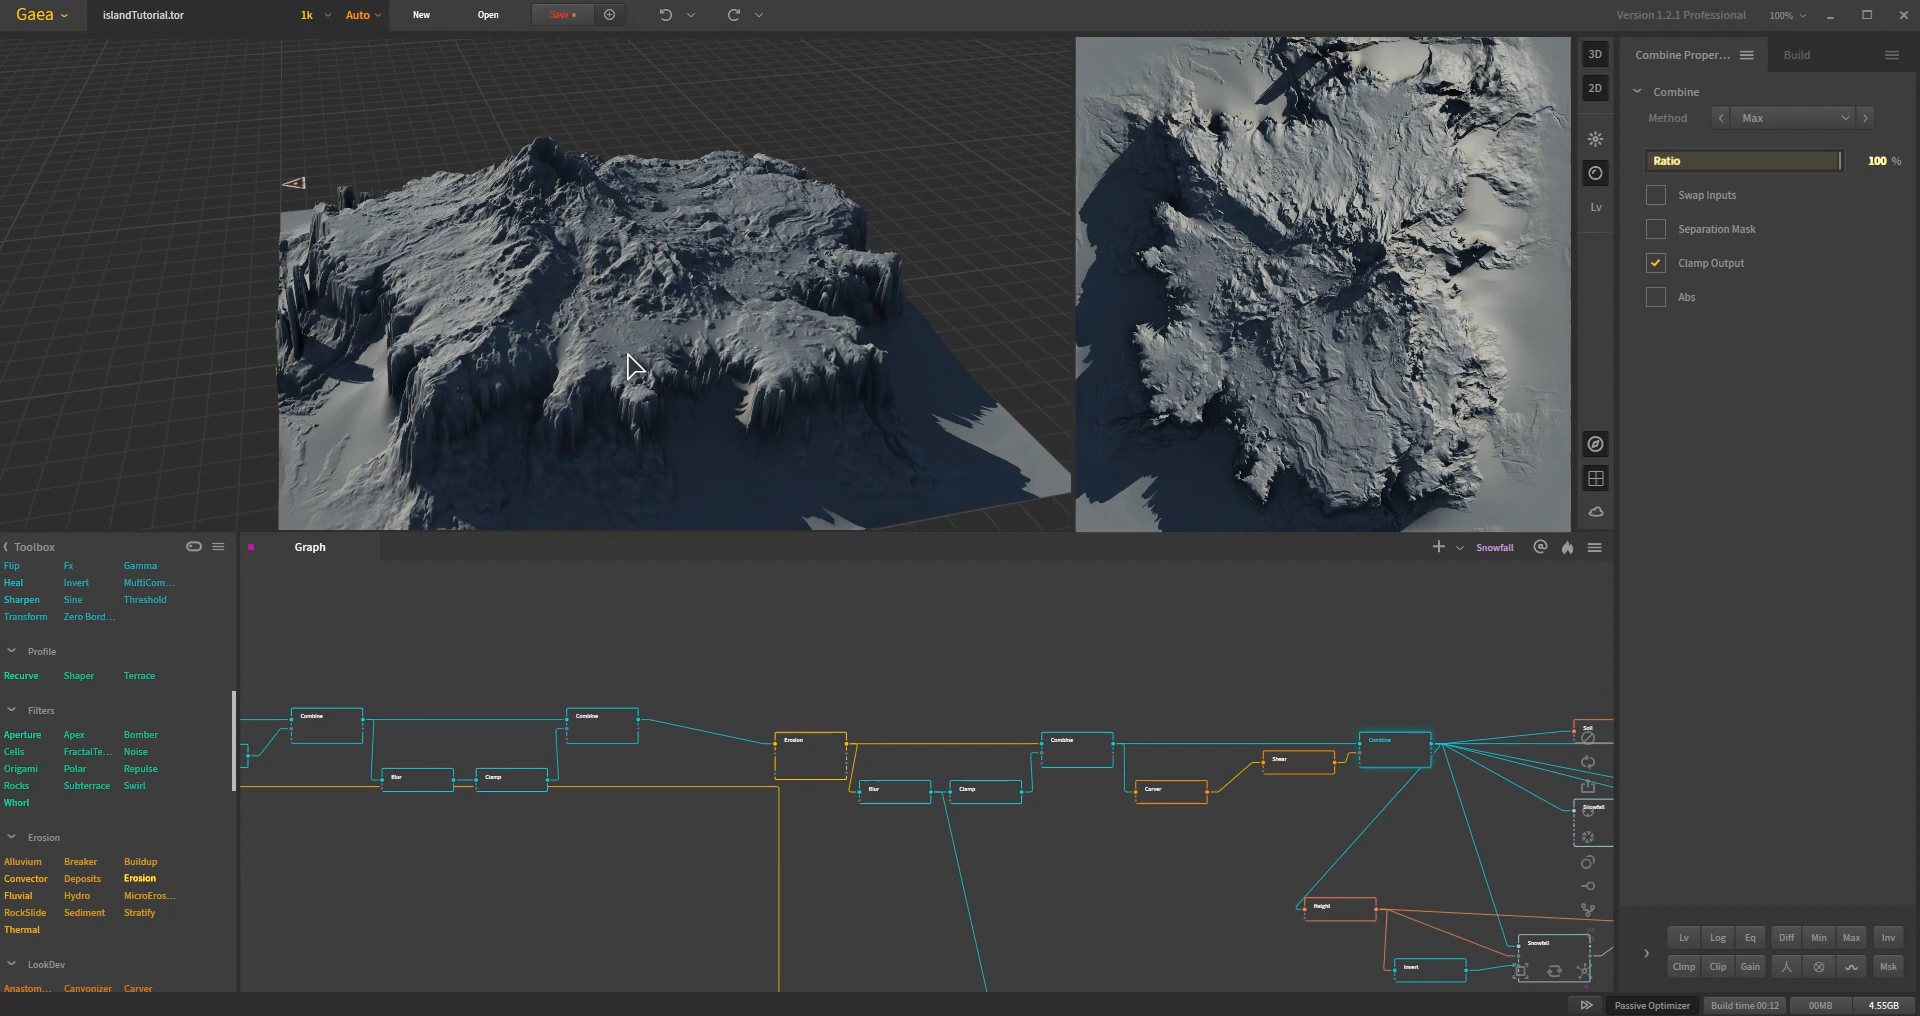 Gaea
islandTutorial.tor
1k
Auto
New
Open
Save
Version 1.2.1 Professional
100%
3D
2D
Lv
Combine Proper...
Build
Combine
Method
Max
Ratio
100 %
Swap Inputs
Separation Mask
Clamp Output
Abs
Toolbox
Flip Fx Gamma
Heal Invert MultiCom...
Sharpen Sine Threshold
Transform Zero Bord...
Profile
Recurve Shaper Terrace
Filters
Aperture Apex Bomber
Cells FractalTe... Noise
Origami Polar Repulse
Rocks Subterrace Swirl
Whorl
Erosion
Alluvium Breaker Buildup
Convector Deposits Erosion
Fluvial Hydro MicroEros...
RockSlide Sediment Stratify
Thermal
LookDev
Anastom... Canyonizer Carver
Graph
Snowfall
Combine
Blur
Clamp
Combine
Erosion
Blur
Clamp
Combine
Carver
Shear
Combine
Soil
Snowfall
Height
Invert
Snowfall
Lv Log Eq Diff Min Max Inv
Clmp Clip Gain Msk
Passive Optimizer
Build time 00:12
00MB
4.55GB